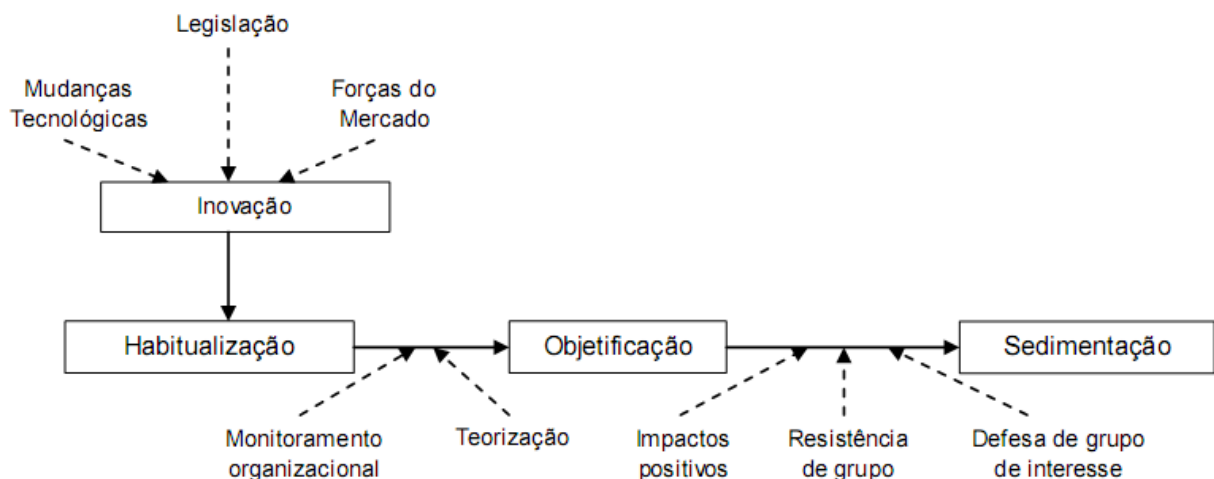 Legislação
Mudanças
Tecnológicas
Forças do
Mercado
Inovação
Habitualização
Objetificação
Sedimentação
Monitoramento
organizacional
Teorização
Impactos
positivos
Resistência
de grupo
Defesa de grupo
de interesse